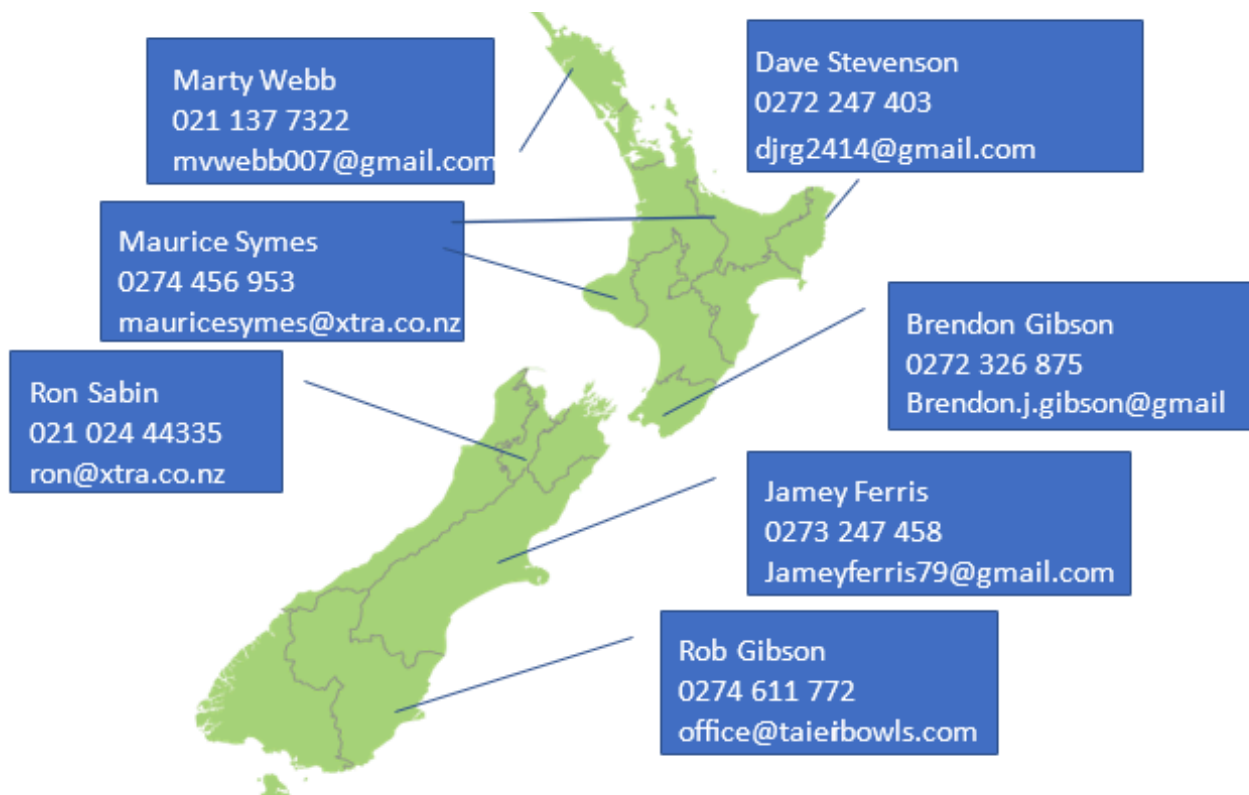 Marty Webb
021 137 7322
mvwebb007@gmail.com
Dave Stevenson
0272 247 403
djrg2414@gmail.com
Maurice Symes
0274 456 953
mauricesymes@xtra.co.nz
Brendon Gibson
0272 326 875
Brendon.j.gibson@gmail
Ron Sabin
021 024 44335
ron@xtra.co.nz
Jamey Ferris
0273 247 458
Jameyferris79@gmail.com
Rob Gibson
0274 611 772
office@taieribowls.com